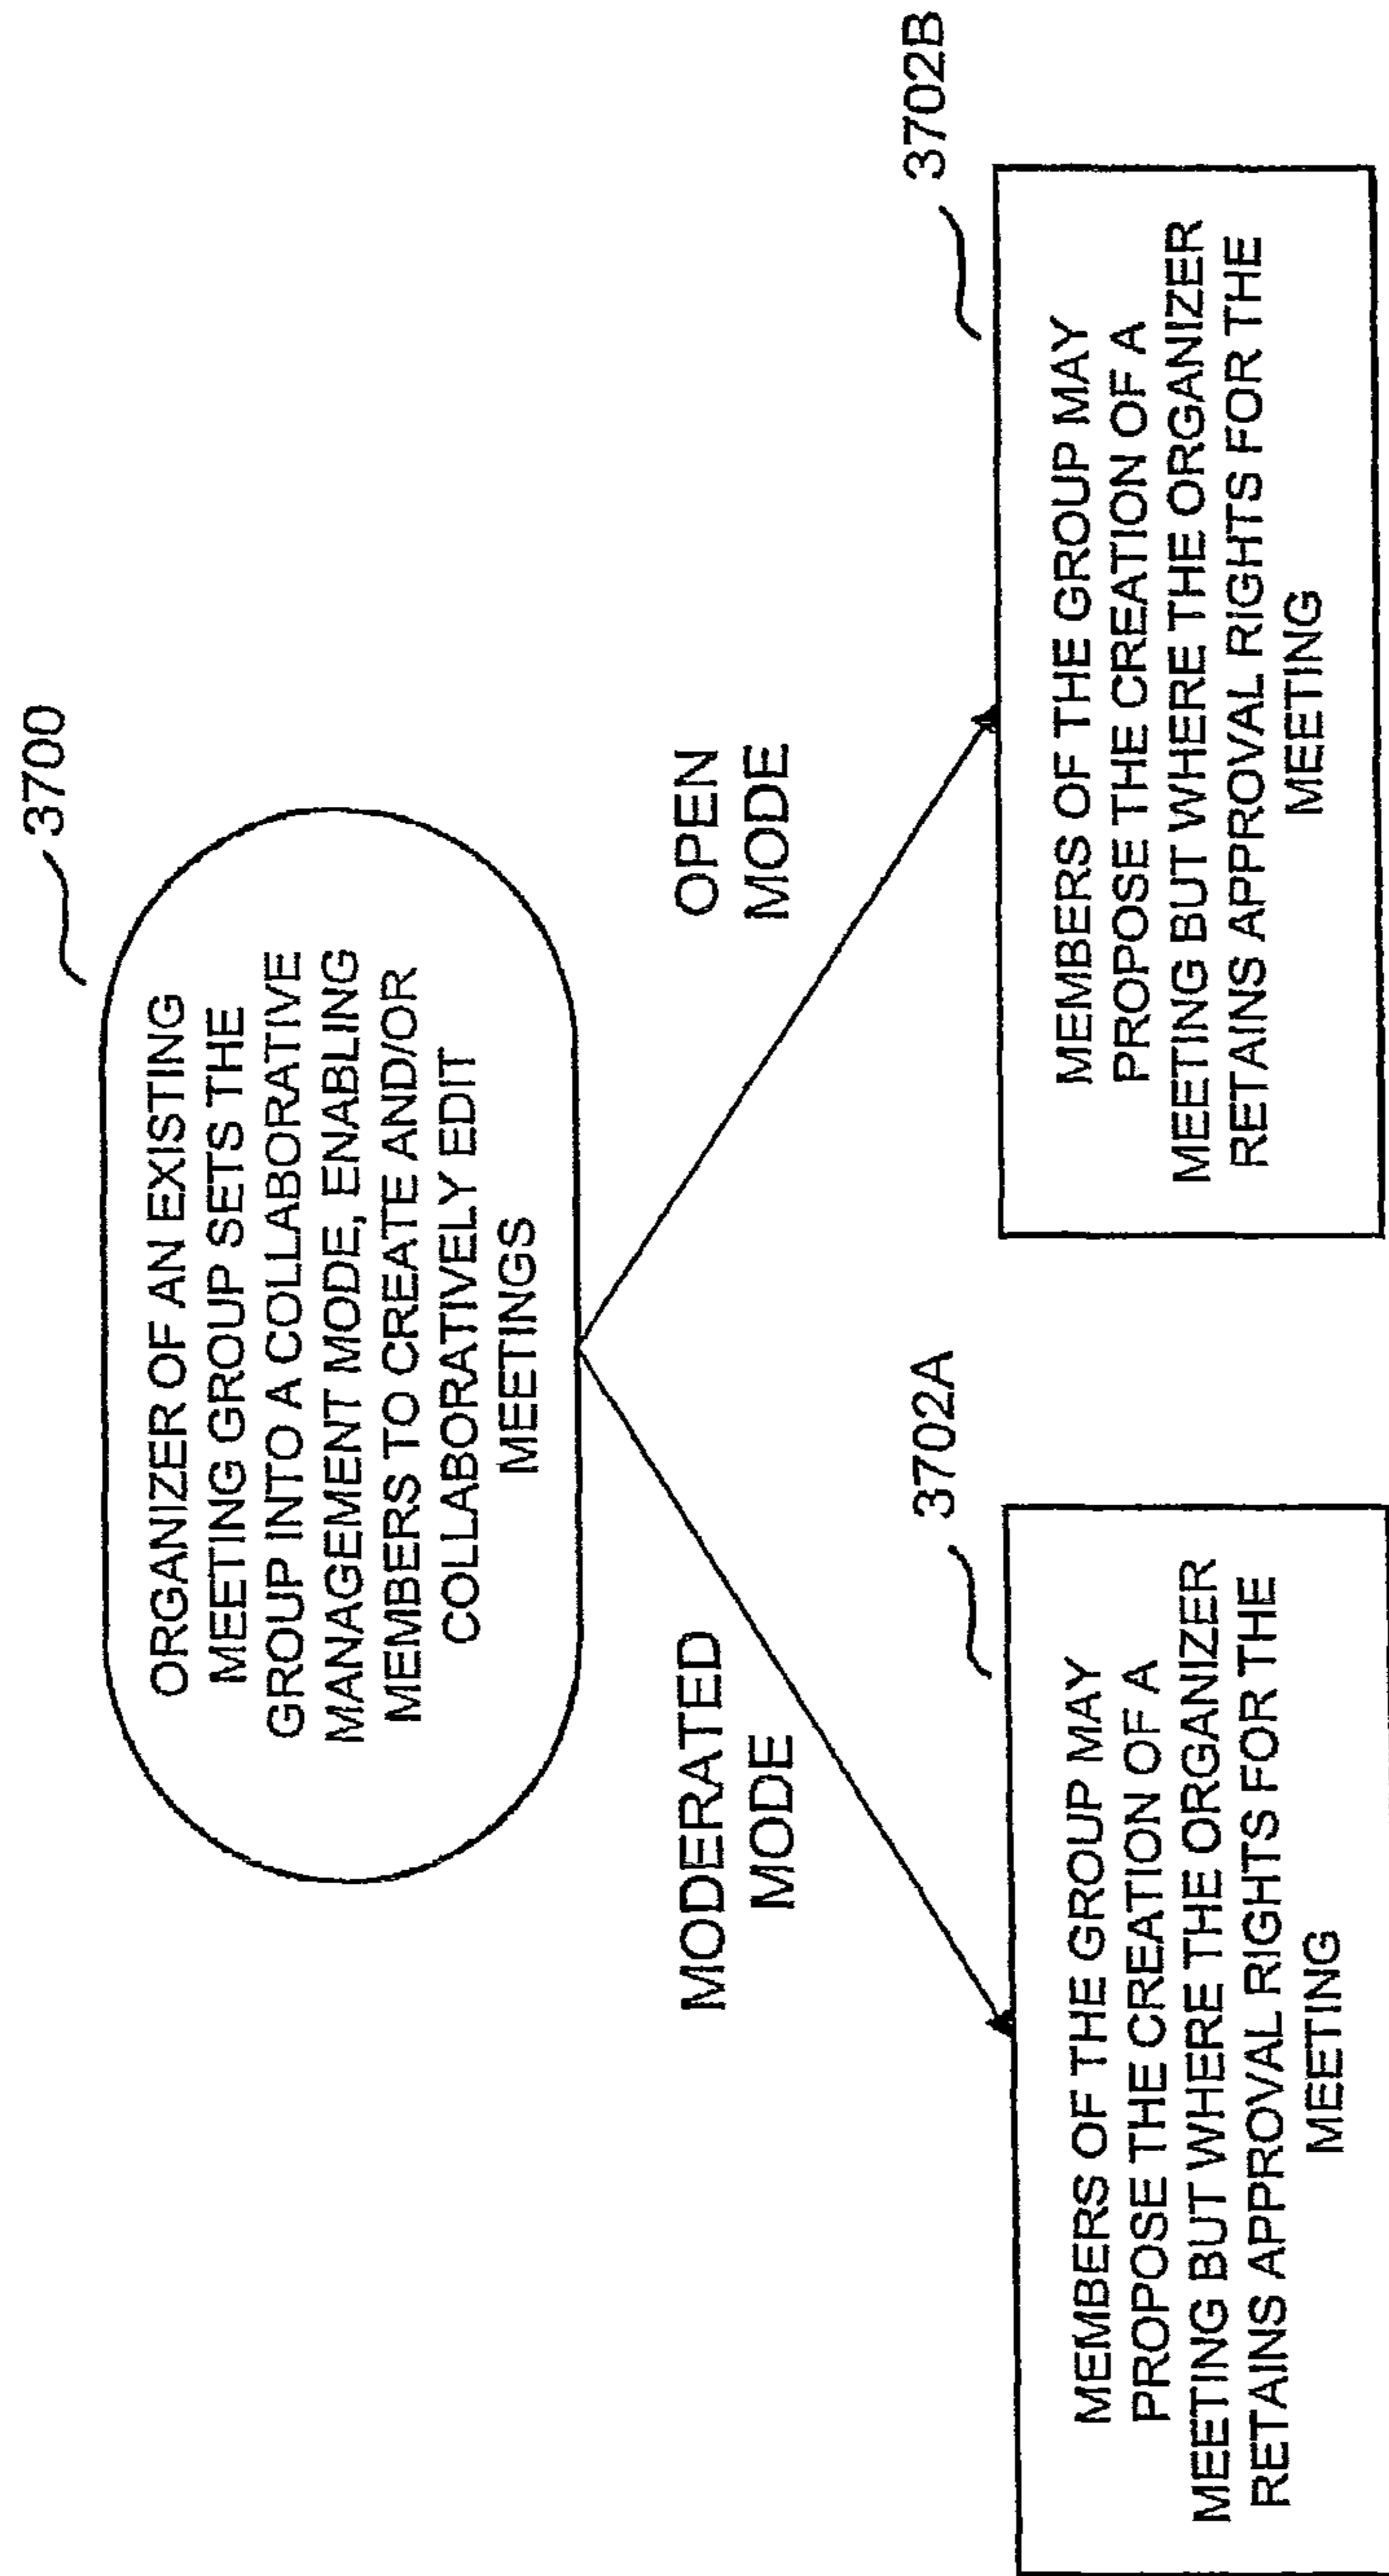 3700
ORGANIZER OF AN EXISTING
MEETING GROUP SETS THE
GROUP INTO A COLLABORATIVE
MANAGEMENT MODE, ENABLING
MEMBERS TO CREATE AND/OR
COLLABORATIVELY EDIT
MEETINGS
MODERATED
MODE
OPEN
MODE
3702A
MEMBERS OF THE GROUP MAY
PROPOSE THE CREATION OF A
MEETING BUT WHERE THE ORGANIZER
RETAINS APPROVAL RIGHTS FOR THE
MEETING
3702B
MEMBERS OF THE GROUP MAY
PROPOSE THE CREATION OF A
MEETING BUT WHERE THE ORGANIZER
RETAINS APPROVAL RIGHTS FOR THE
MEETING